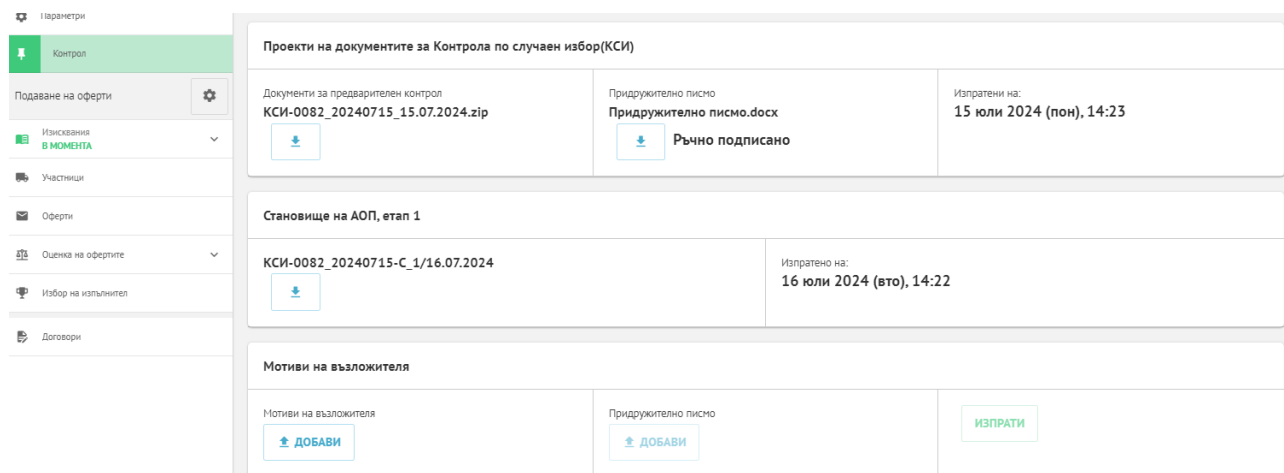 Параметри
Контрол
Подаване на оферти
Изисквания
В МОМЕНТА
Участници
Оферти
Оценка на офертите
Избор на изпълнител
Договори
Проекти на документите за Контрола по случаен избор(КСИ)
Документи за предварителен контрол
КСИ-0082_20240715_15.07.2024.zip
Придружително писмо
Придружително писмо.docx
Ръчно подписано
Изпратени на:
15 юли 2024 (пон), 14:23
Становище на АОП, етап 1
КСИ-0082_20240715-С_1/16.07.2024
Изпратено на:
16 юли 2024 (вто), 14:22
Мотиви на възложителя
Мотиви на възложителя
ДОБАВИ
Придружително писмо
ДОБАВИ
ИЗПРАТИ